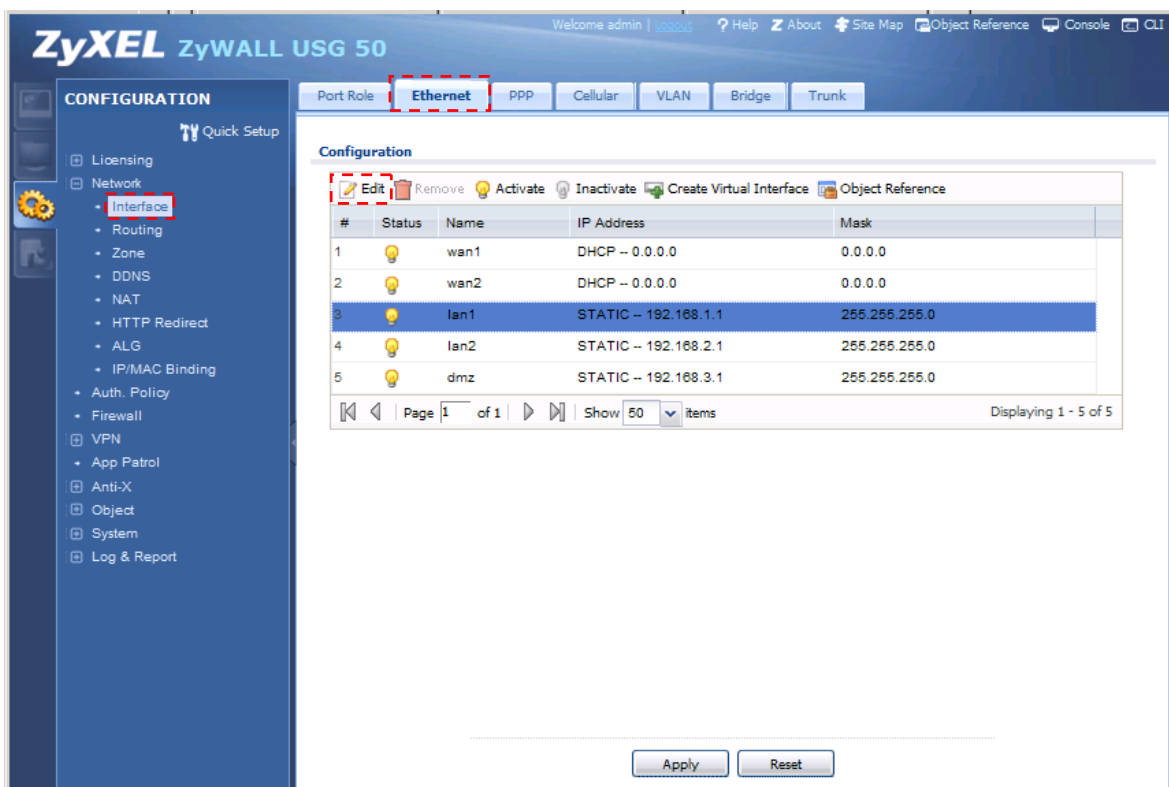 Welcome admin | Logout ? Help Z About Site Map Object Reference Console CLI
ZyXEL ZyWALL USG 50
CONFIGURATION
Quick Setup
Licensing
Network
Interface
Routing
Zone
DDNS
NAT
HTTP Redirect
ALG
IP/MAC Binding
Auth. Policy
Firewall
VPN
App Patrol
Anti-X
Object
System
Log & Report
Port Role Ethernet PPP Cellular VLAN Bridge Trunk
Configuration
Edit Remove Activate Inactivate Create Virtual Interface Object Reference
# Status Name IP Address Mask
1 wan1 DHCP -- 0.0.0.0 0.0.0.0
2 wan2 DHCP -- 0.0.0.0 0.0.0.0
3 lan1 STATIC -- 192.168.1.1 255.255.255.0
4 lan2 STATIC -- 192.168.2.1 255.255.255.0
5 dmz STATIC -- 192.168.3.1 255.255.255.0
Page 1 of 1 Show 50 items Displaying 1 - 5 of 5
Apply Reset